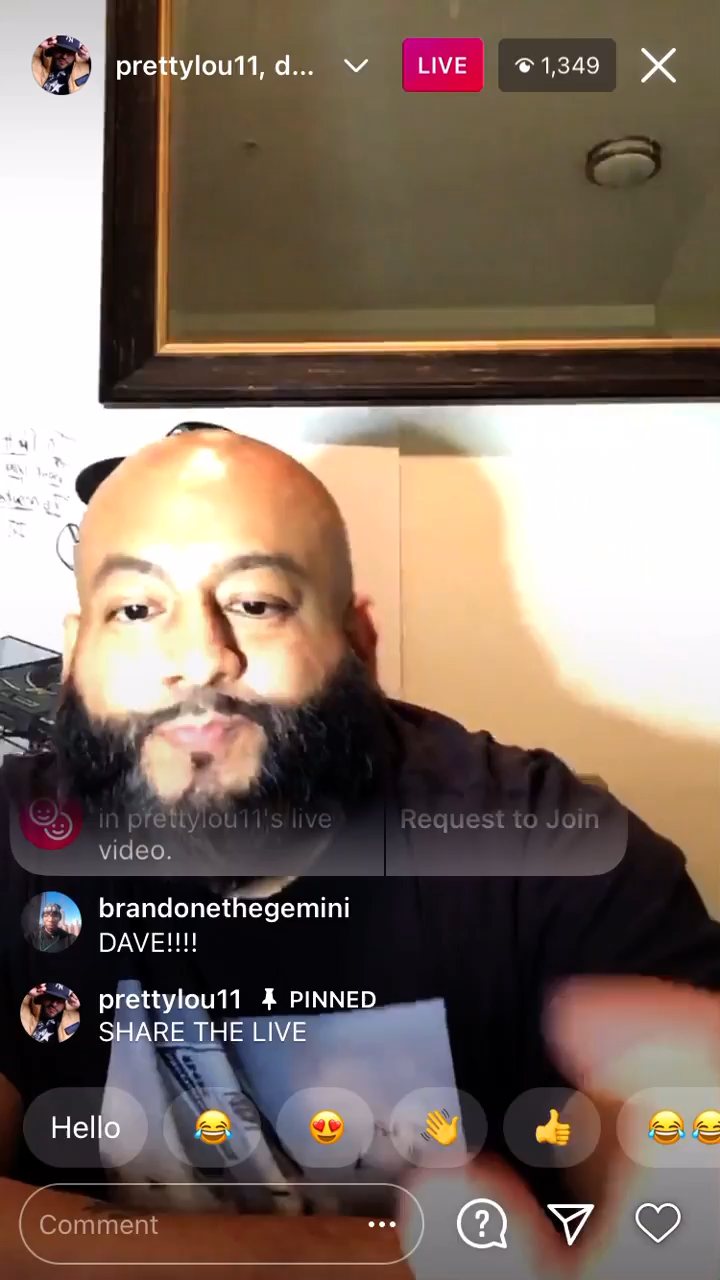 prettylou11, d...
LIVE
1,349
in prettylou11's live
video.
Request to Join
brandonethegemini
DAVE!!!!
prettylou11 PINNED
SHARE THE LIVE
Hello
Comment